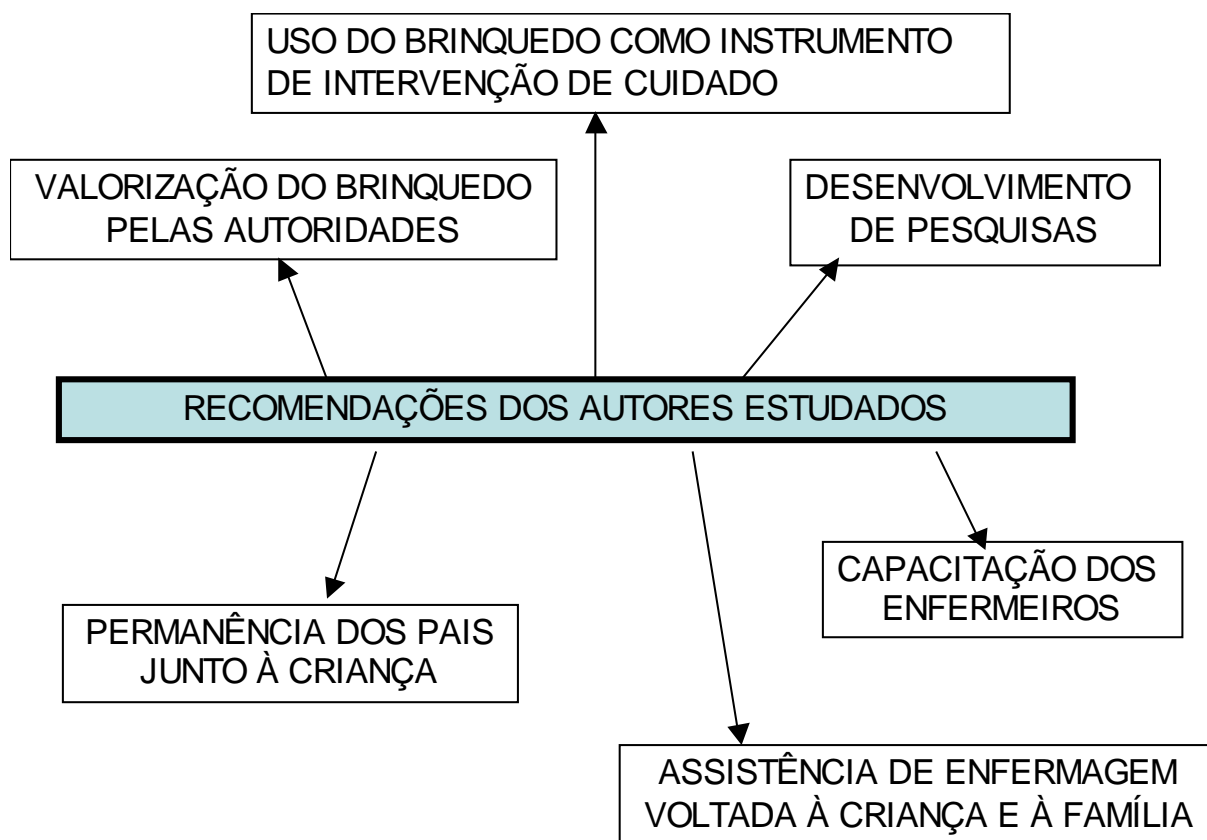 USO DO BRINQUEDO COMO INSTRUMENTO
DE INTERVENÇÃO DE CUIDADO
VALORIZAÇÃO DO BRINQUEDO
PELAS AUTORIDADES
DESENVOLVIMENTO
DE PESQUISAS
RECOMENDAÇÕES DOS AUTORES ESTUDADOS
CAPACITAÇÃO DOS
ENFERMEIROS
PERMANÊNCIA DOS PAIS
JUNTO À CRIANÇA
ASSISTÊNCIA DE ENFERMAGEM
VOLTADA À CRIANÇA E À FAMÍLIA